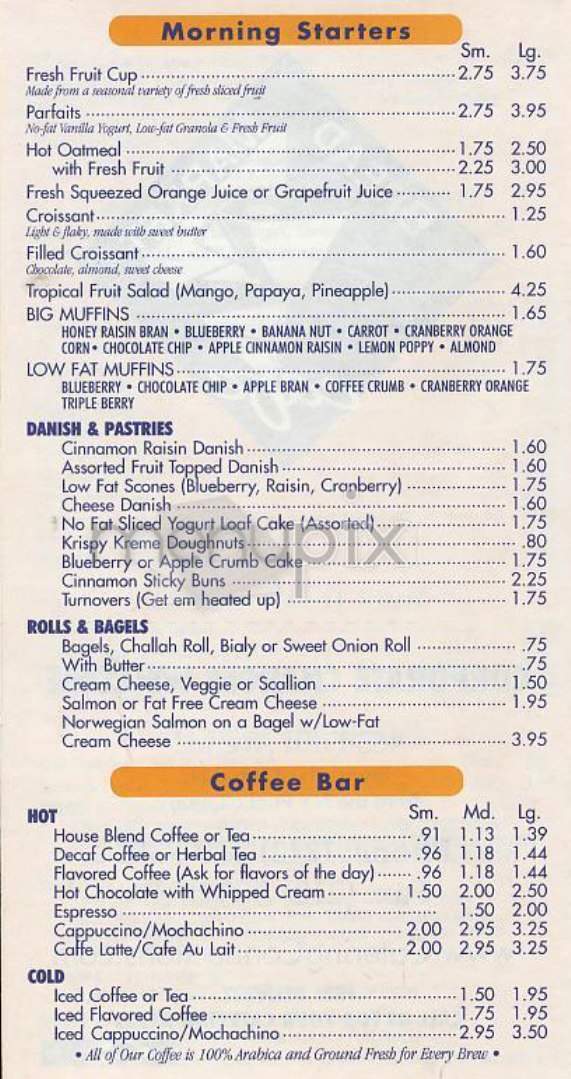 Morning Starters
Sm. Lg.
Fresh Fruit Cup 2.75 3.75
Made from a seasonal variety of fresh sliced fruit
Parfaits 2.75 3.95
No-fat Vanilla Yogurt, Low-fat Granola & Fresh Fruit
Hot Oatmeal 1.75 2.50
with Fresh Fruit 2.25 3.00
Fresh Squeezed Orange Juice or Grapefruit Juice 1.75 2.95
Croissant 1.25
Light & flaky, made with sweet butter
Filled Croissant 1.60
Chocolate, almond, sweet cheese
Tropical Fruit Salad (Mango, Papaya, Pineapple) 4.25
BIG MUFFINS 1.65
HONEY RAISIN BRAN • BLUEBERRY • BANANA NUT • CARROT • CRANBERRY ORANGE
CORN • CHOCOLATE CHIP • APPLE CINNAMON RAISIN • LEMON POPPY • ALMOND
LOW FAT MUFFINS 1.75
BLUEBERRY • CHOCOLATE CHIP • APPLE BRAN • COFFEE CRUMB • CRANBERRY ORANGE
TRIPLE BERRY
DANISH & PASTRIES
Cinnamon Raisin Danish 1.60
Assorted Fruit Topped Danish 1.60
Low Fat Scones (Blueberry, Raisin, Cranberry) 1.75
Cheese Danish 1.60
No Fat Sliced Yogurt Loaf Cake (Assorted) 1.75
Krispy Kreme Doughnuts .80
Blueberry or Apple Crumb Cake 1.75
Cinnamon Sticky Buns 2.25
Turnovers (Get em heated up) 1.75
menupix
ROLLS & BAGELS
Bagels, Challah Roll, Bialy or Sweet Onion Roll .75
With Butter .75
Cream Cheese, Veggie or Scallion 1.50
Salmon or Fat Free Cream Cheese 1.95
Norwegian Salmon on a Bagel w/Low-Fat
Cream Cheese 3.95
Coffee Bar
HOT Sm. Md. Lg.
House Blend Coffee or Tea .91 1.13 1.39
Decaf Coffee or Herbal Tea .96 1.18 1.44
Flavored Coffee (Ask for flavors of the day) .96 1.18 1.44
Hot Chocolate with Whipped Cream 1.50 2.00 2.50
Espresso 1.50 2.00
Cappuccino/Mochachino 2.00 2.95 3.25
Caffe Latte/Cafe Au Lait 2.00 2.95 3.25
COLD
Iced Coffee or Tea 1.50 1.95
Iced Flavored Coffee 1.75 1.95
Iced Cappuccino/Mochachino 2.95 3.50
• All of Our Coffee is 100% Arabica and Ground Fresh for Every Brew •